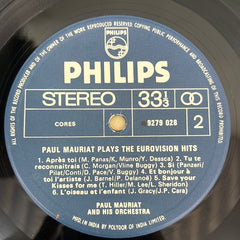 ALL RIGHTS OF THE RECORD PRODUCER AND OF THE OWNER OF THE RECORDED WORK RESERVED. UNAUTHORISED COPYING PUBLIC PERFORMANCE AND BROADCASTING OF THIS RECORD PROHIBITED
PHILIPS
PHILIPS
STEREO 33⅓
CORES 9279 028 2
PAUL MAURIAT PLAYS THE EUROVISION HITS
1. Après toi (M. Panas/K. Munro/Y. Dessca) 2. Tu te
reconnaîtrais (C. Morgan/Vline Buggy) 3. Si (Panzeri/
Pilat/Conti/D. Pace/V. Buggy) 4. Et bonjour à
toi l'artiste (J. Barnel/P. Delanoë) 5. Save your
Kisses for me (T. Hiller/M. Lee/L. Sheridon)
6. L'oiseau et l'enfant (J. Gracy/J.P. Cara)
PAUL MAURIAT
AND HIS ORCHESTRA
MADE IN INDIA BY POLYDOR OF INDIA LIMITED.